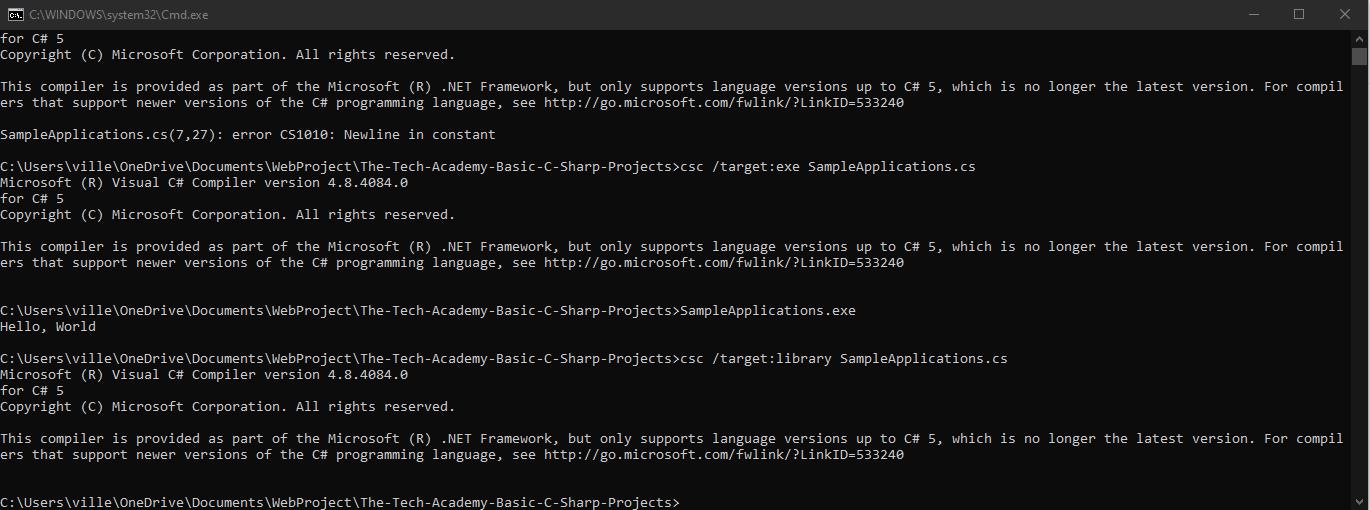 C:\WINDOWS\system32\Cmd.exe
for C# 5
Copyright (C) Microsoft Corporation. All rights reserved.
This compiler is provided as part of the Microsoft (R) .NET Framework, but only supports language versions up to C# 5, which is no longer the latest version. For compil
ers that support newer versions of the C# programming language, see http://go.microsoft.com/fwlink/?LinkID=533240
SampleApplications.cs(7,27): error CS1010: Newline in constant
C:\Users\ville\OneDrive\Documents\WebProject\The-Tech-Academy-Basic-C-Sharp-Projects>csc /target:exe SampleApplications.cs
Microsoft (R) Visual C# Compiler version 4.8.4084.0
for C# 5
Copyright (C) Microsoft Corporation. All rights reserved.
This compiler is provided as part of the Microsoft (R) .NET Framework, but only supports language versions up to C# 5, which is no longer the latest version. For compil
ers that support newer versions of the C# programming language, see http://go.microsoft.com/fwlink/?LinkID=533240
C:\Users\ville\OneDrive\Documents\WebProject\The-Tech-Academy-Basic-C-Sharp-Projects>SampleApplications.exe
Hello, World
C:\Users\ville\OneDrive\Documents\WebProject\The-Tech-Academy-Basic-C-Sharp-Projects>csc /target:library SampleApplications.cs
Microsoft (R) Visual C# Compiler version 4.8.4084.0
for C# 5
Copyright (C) Microsoft Corporation. All rights reserved.
This compiler is provided as part of the Microsoft (R) .NET Framework, but only supports language versions up to C# 5, which is no longer the latest version. For compil
ers that support newer versions of the C# programming language, see http://go.microsoft.com/fwlink/?LinkID=533240
C:\Users\ville\OneDrive\Documents\WebProject\The-Tech-Academy-Basic-C-Sharp-Projects>